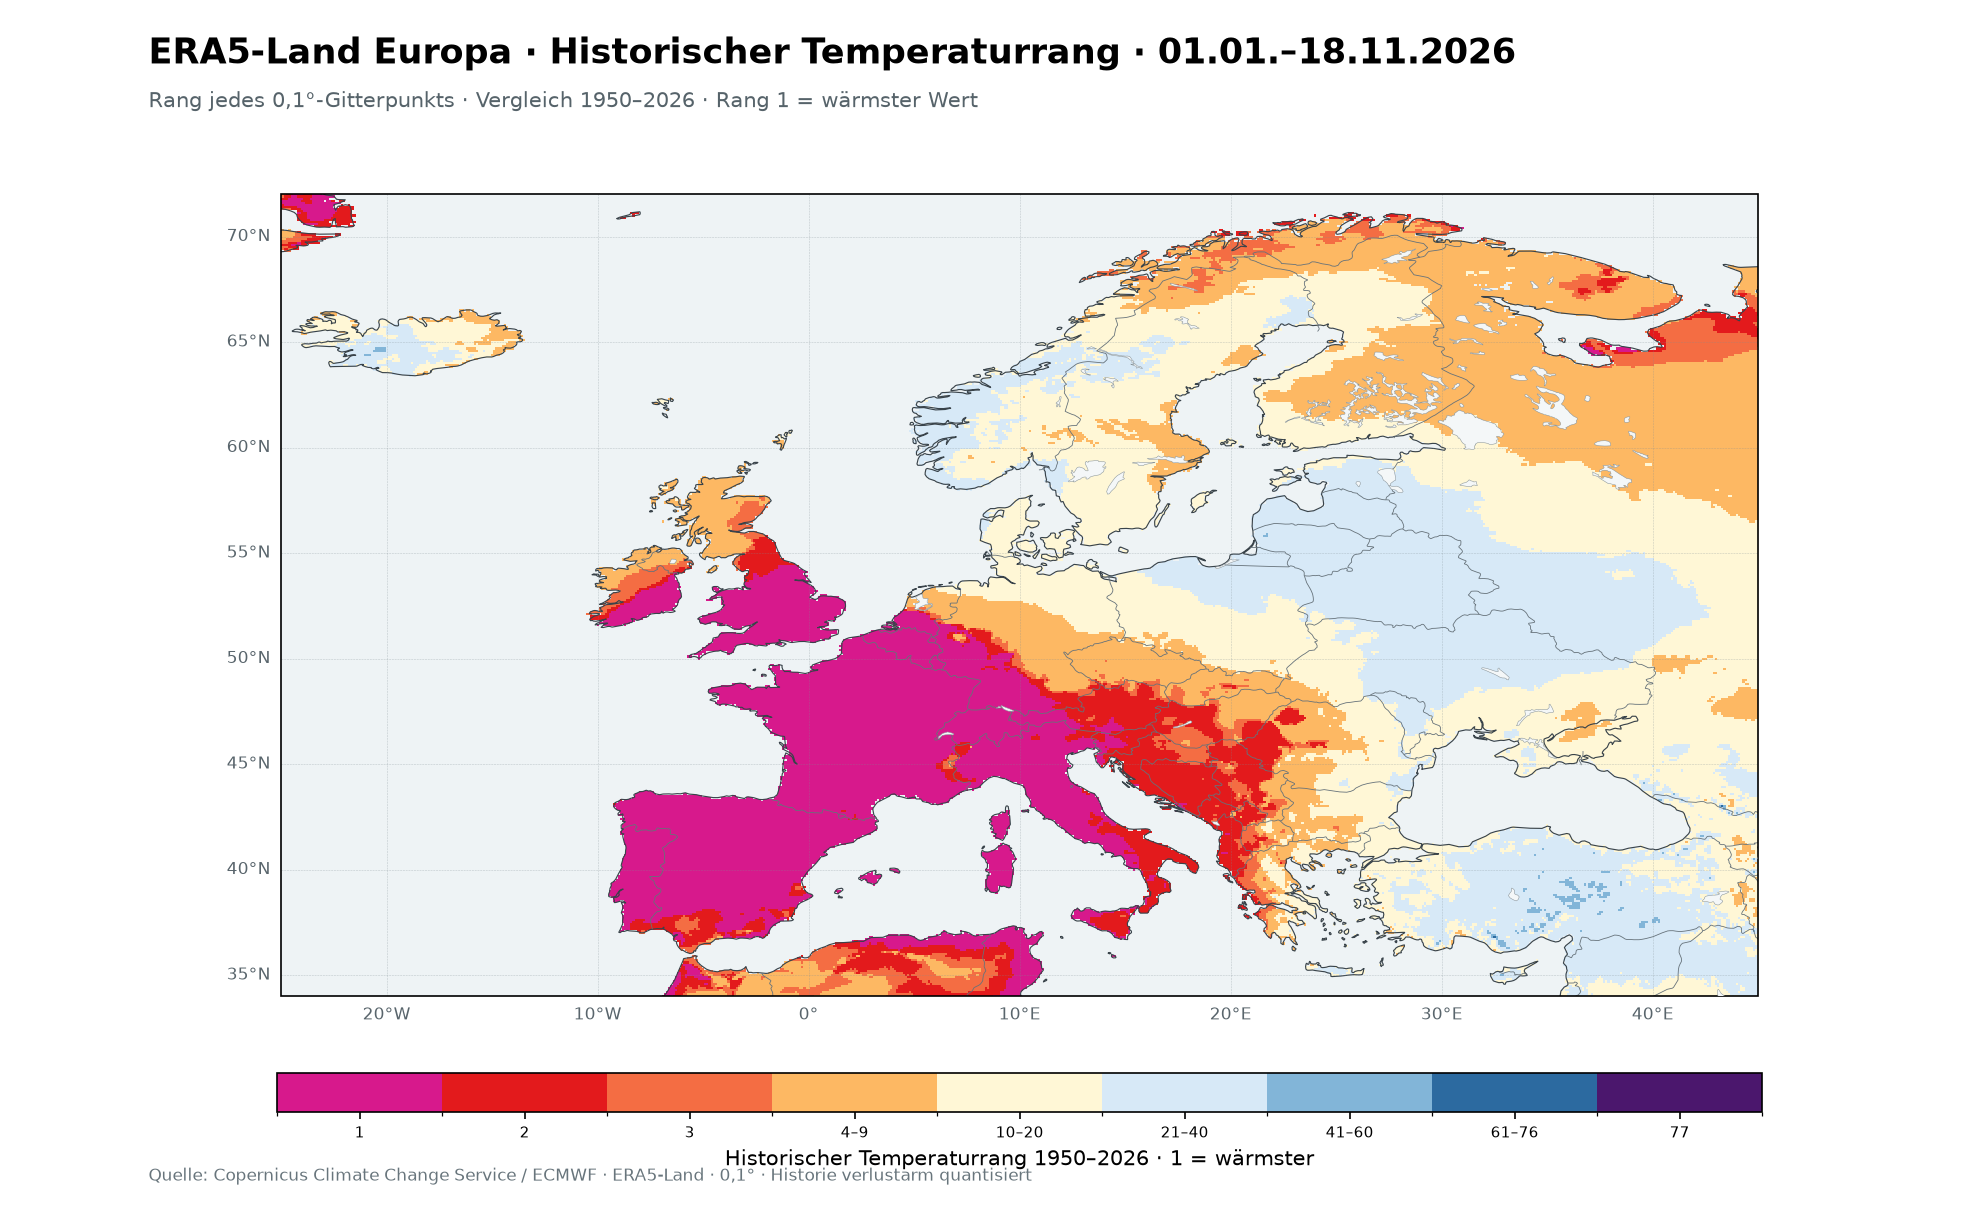 ERA5-Land Europa · Historischer Temperaturrang · 01.01.–18.11.2026
Rang jedes 0,1°-Gitterpunkts · Vergleich 1950–2026 · Rang 1 = wärmster Wert
70°N
65°N
60°N
55°N
50°N
45°N
40°N
35°N
20°W 10°W 0° 10°E 20°E 30°E 40°E
1 2 3 4–9 10–20 21–40 41–60 61–76 77
Historischer Temperaturrang 1950–2026 · 1 = wärmster
Quelle: Copernicus Climate Change Service / ECMWF · ERA5-Land · 0,1° · Historie verlustarm quantisiert